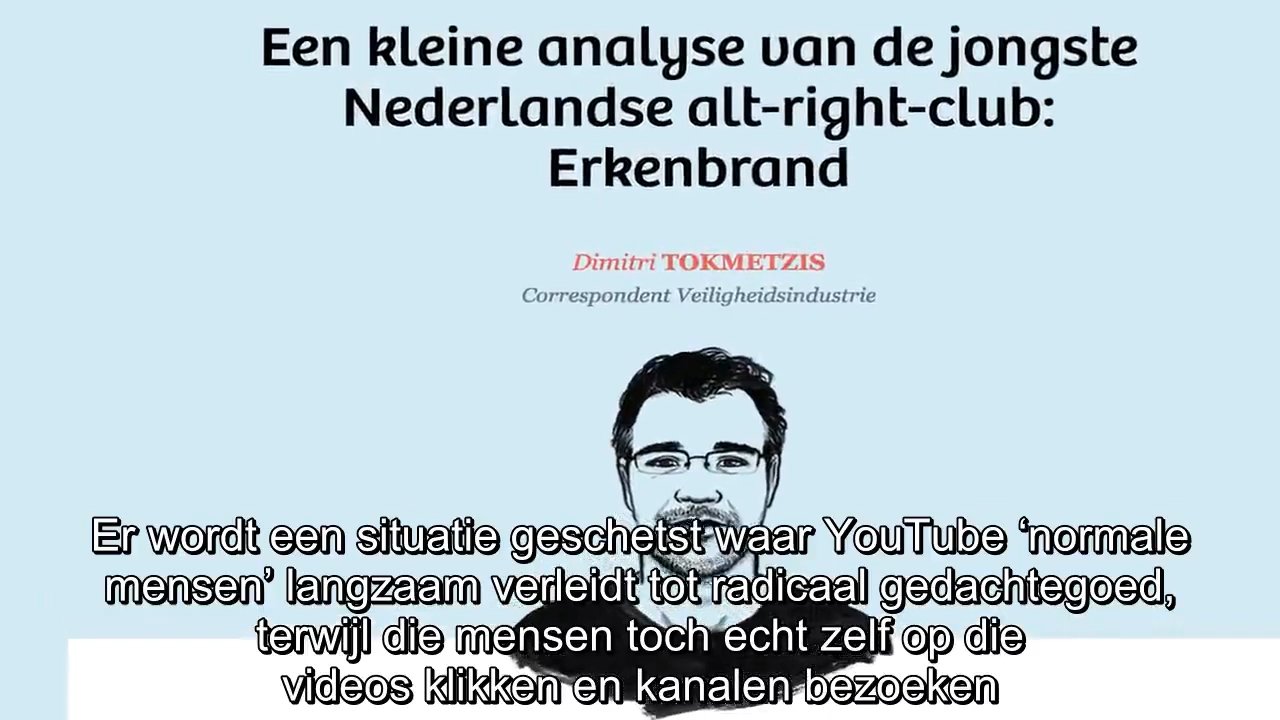 Een kleine analyse van de jongste
Nederlandse alt-right-club:
Erkenbrand
Dimitri TOKMETZIS
Correspondent Veiligheidsindustrie
Er wordt een situatie geschetst waar YouTube ‘normale
mensen’ langzaam verleidt tot radicaal gedachtegoed,
terwijl die mensen toch echt zelf op die
videos klikken en kanalen bezoeken